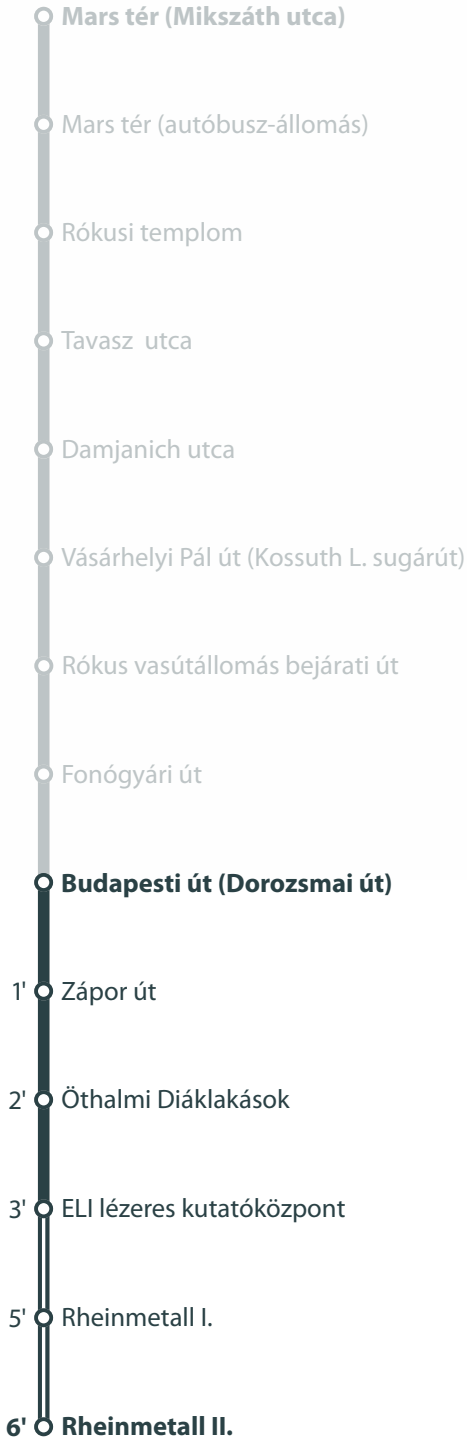 Mars tér (Mikszáth utca)
Mars tér (autóbusz-állomás)
Rókusi templom
Tavasz utca
Damjanich utca
Vásárhelyi Pál út (Kossuth L. sugárút)
Rókus vasútállomás bejárati út
Fonógyári út
Budapesti út (Dorozsmai út)
1' Zápor út
2' Öthalmi Diáklakások
3' ELI lézeres kutatóközpont
5' Rheinmetall I.
6' Rheinmetall II.